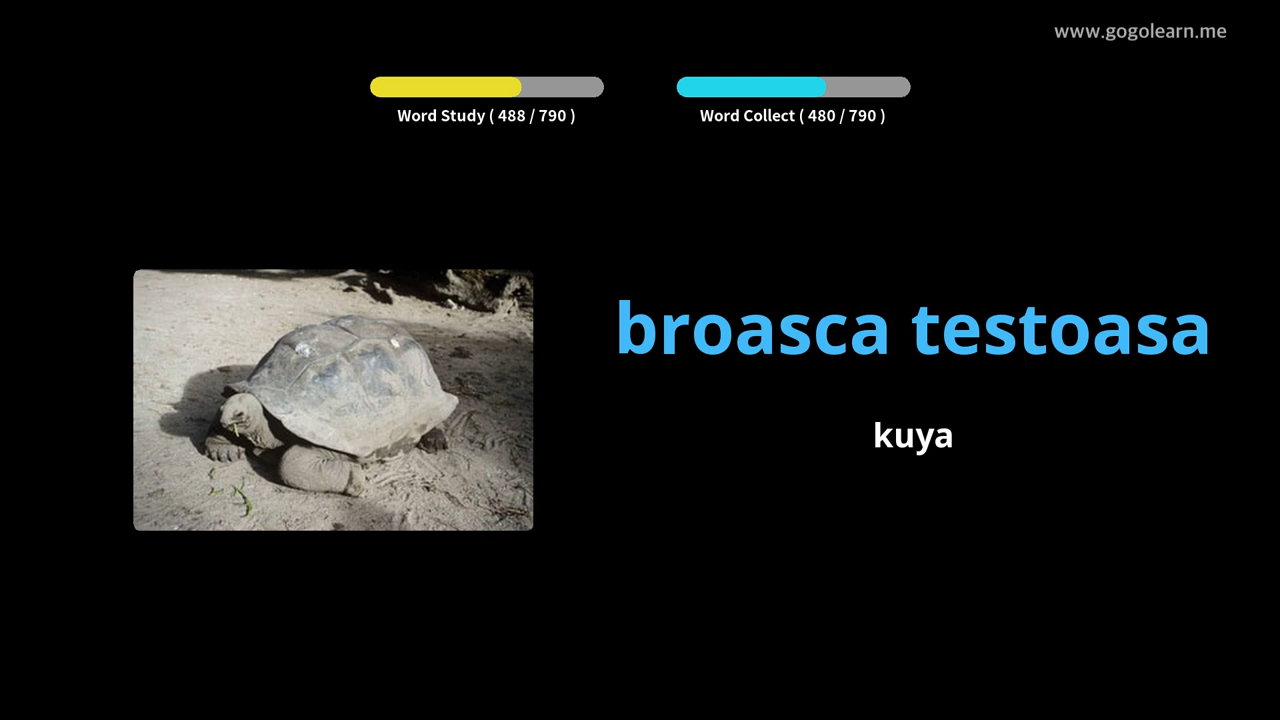 www.gogolearn.me
Word Study ( 488 / 790 )
Word Collect ( 480 / 790 )
broasca testoasa
kuya